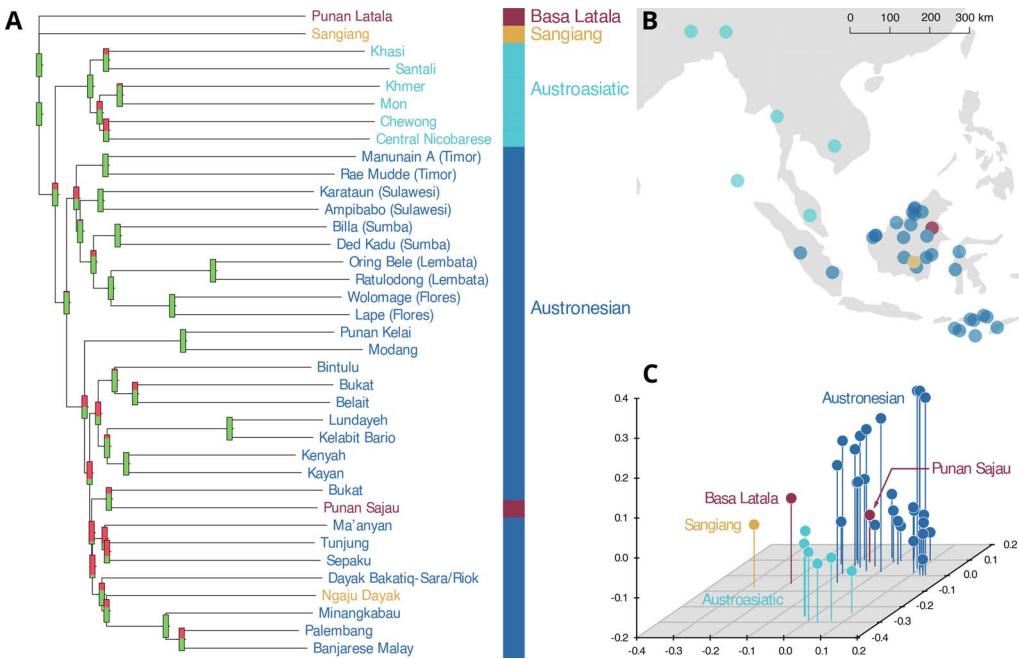 A
Punan Latala
Sangiang
Khasi
Santali
Khmer
Mon
Chewong
Central Nicobarese
Manunain A (Timor)
Rae Mudde (Timor)
Karataun (Sulawesi)
Ampibabo (Sulawesi)
Billa (Sumba)
Ded Kadu (Sumba)
Oring Bele (Lembata)
Ratulodong (Lembata)
Wolomage (Flores)
Lape (Flores)
Punan Kelai
Modang
Bintulu
Bukat
Belait
Lundayeh
Kelabit Bario
Kenyah
Kayan
Bukat
Punan Sajau
Ma'anyan
Tunjung
Sepaku
Dayak Bakatiq-Sara/Riok
Ngaju Dayak
Minangkabau
Palembang
Banjarese Malay
Basa Latala
Sangiang
Austroasiatic
Austronesian
B
0 100 200 300 km
C
0.4
0.3
0.2
0.1
0.0
-0.1
-0.2
Austronesian
Punan Sajau
Basa Latala
Sangiang
Austroasiatic
0.2
0.1
0.0
-0.1
-0.2
-0.3
-0.4
-0.4 -0.3 -0.2 -0.1 0.0 0.1 0.2